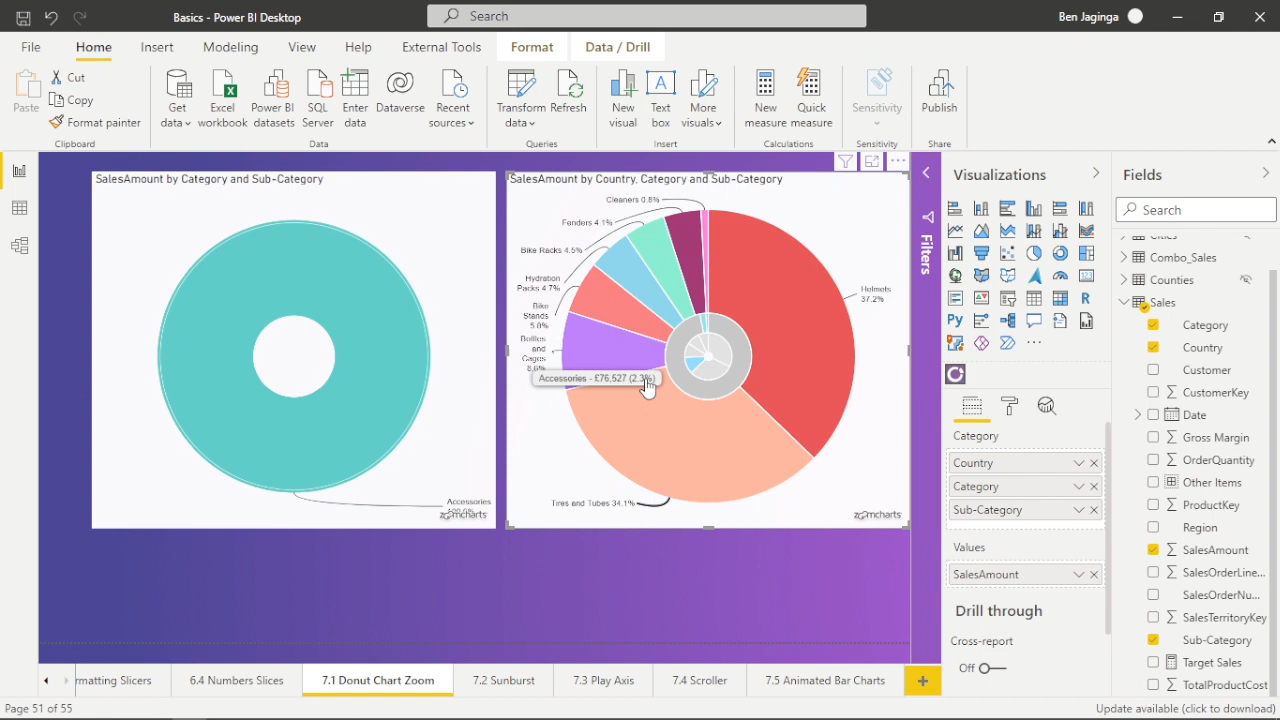 Basics - Power BI Desktop
Search
Ben Jaginga
File
Home
Insert
Modeling
View
Help
External Tools
Format
Data / Drill
Paste
Cut
Copy
Format painter
Clipboard
Get data
Excel workbook
Power BI datasets
SQL Server
Enter data
Dataverse
Recent sources
Data
Transform data
Refresh
Queries
New visual
Text box
More visuals
Insert
New measure
Quick measure
Calculations
Sensitivity
Sensitivity
Publish
Share
SalesAmount by Category and Sub-Category
Accessories
zoomcharts
SalesAmount by Country, Category and Sub-Category
Cleaners 0.8%
Fenders 4.1%
Bike Racks 4.5%
Hydration
Packs 4.7%
Bike
Stands
5.8%
Bottles
and
Cages
8.6%
Helmets
37.2%
Accessories - £76,527 (2.3%)
Tires and Tubes 34.1%
zoomcharts
Filters
Visualizations
Category
Country
Category
Sub-Category
Values
SalesAmount
Drill through
Cross-report
Off
Fields
Search
Combo_Sales
Counties
Sales
Category
Country
Customer
CustomerKey
Date
Gross Margin
OrderQuantity
Other Items
ProductKey
Region
SalesAmount
SalesOrderLine...
SalesOrderNu...
SalesTerritoryKey
Sub-Category
Target Sales
TotalProductCost
rmatting Slicers
6.4 Numbers Slices
7.1 Donut Chart Zoom
7.2 Sunburst
7.3 Play Axis
7.4 Scroller
7.5 Animated Bar Charts
Page 51 of 55
Update available (click to download)